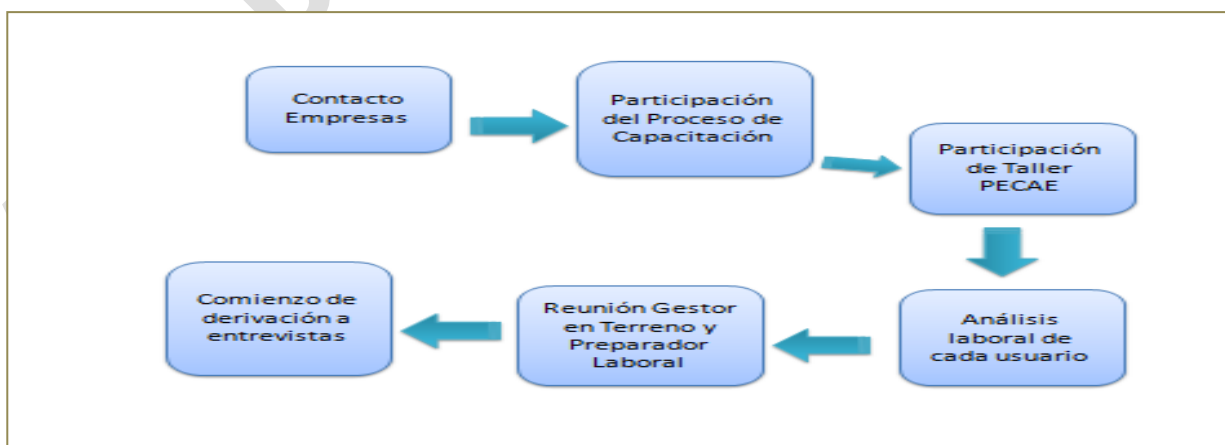 Contacto
Empresas
Participación
del Proceso de
Capacitación
Participación
de Taller
PECAE
Análisis
laboral de
cada usuario
Reunión Gestor
en Terreno y
Preparador
Laboral
Comienzo de
derivación a
entrevistas